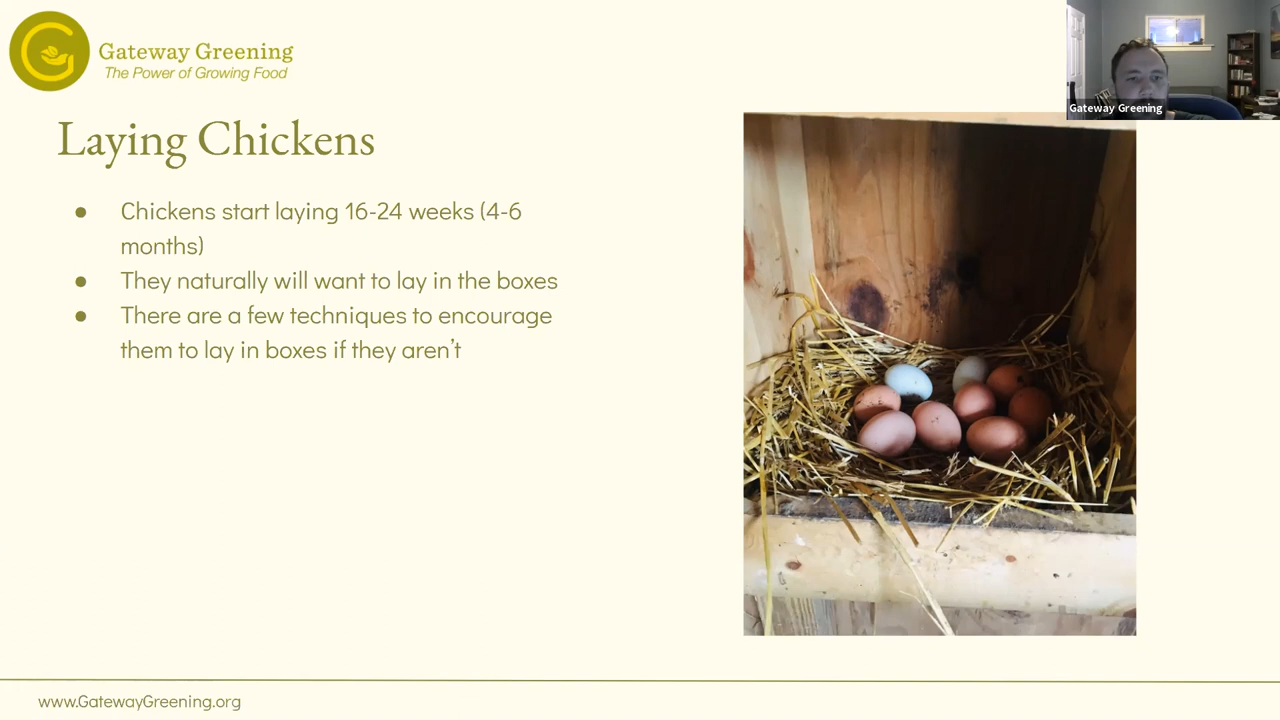 Gateway Greening
The Power of Growing Food
Gateway Greening
Laying Chickens
● Chickens start laying 16-24 weeks (4-6
months)
● They naturally will want to lay in the boxes
● There are a few techniques to encourage
them to lay in boxes if they aren’t
www.GatewayGreening.org